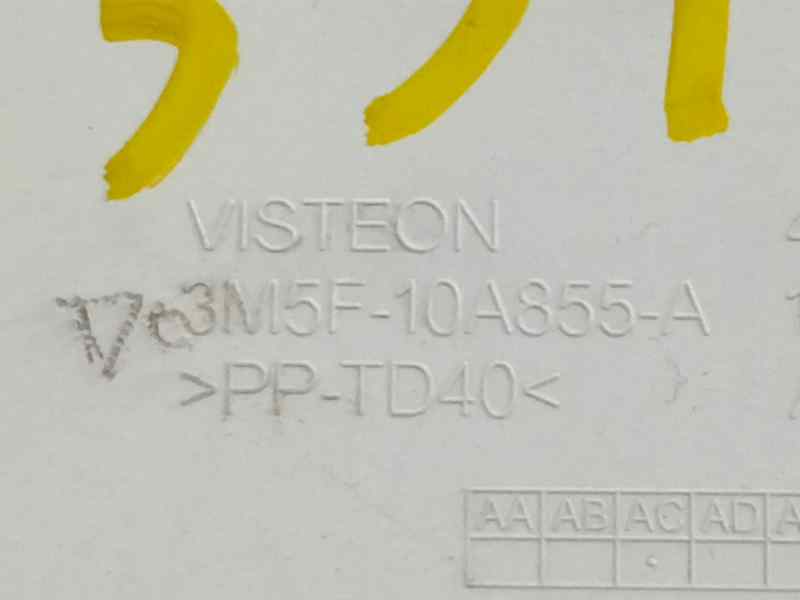 VISTEON
3M5F-10A855-A
>PP-TD40<
AA AB AC AD